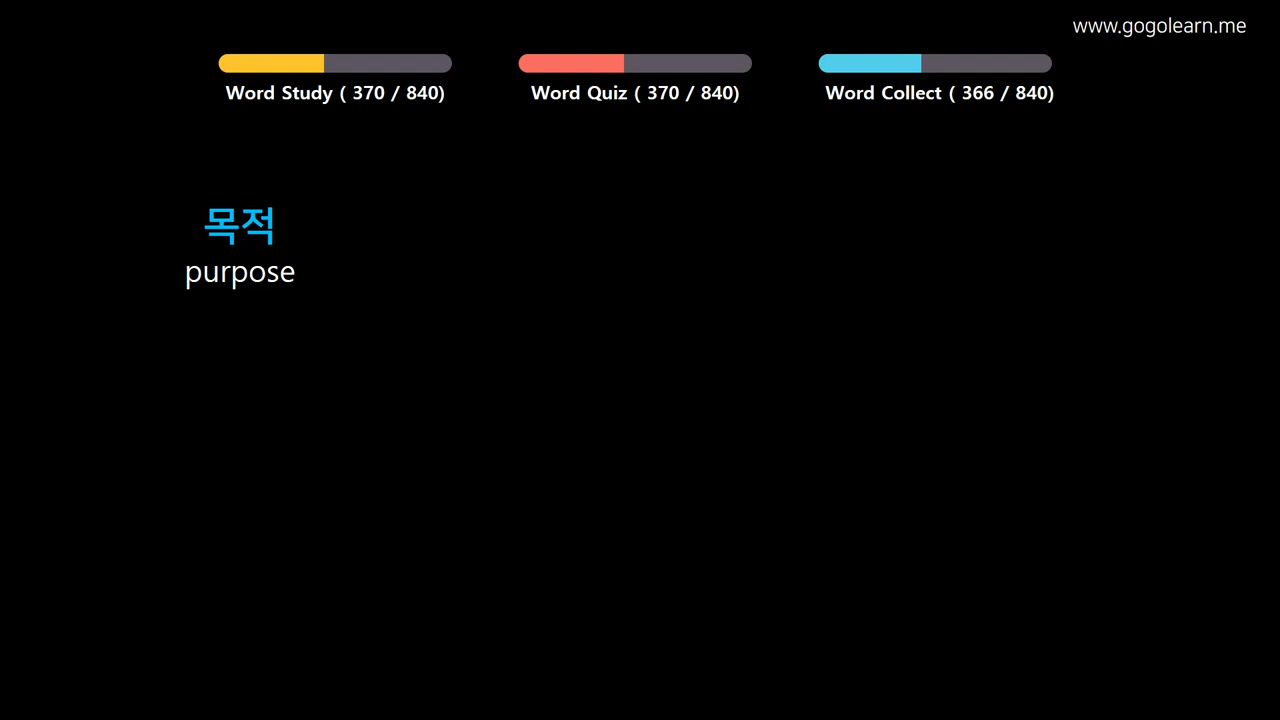 www.gogolearn.me
Word Study ( 370 / 840)
Word Quiz ( 370 / 840)
Word Collect ( 366 / 840)
목적
purpose